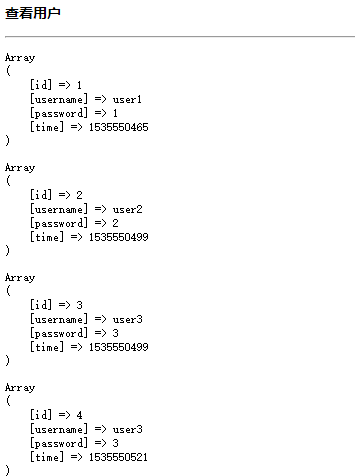 查看用户
Array
(
[id] => 1
[username] => user1
[password] => 1
[time] => 1535550465
)
Array
(
[id] => 2
[username] => user2
[password] => 2
[time] => 1535550499
)
Array
(
[id] => 3
[username] => user3
[password] => 3
[time] => 1535550499
)
Array
(
[id] => 4
[username] => user3
[password] => 3
[time] => 1535550521
)